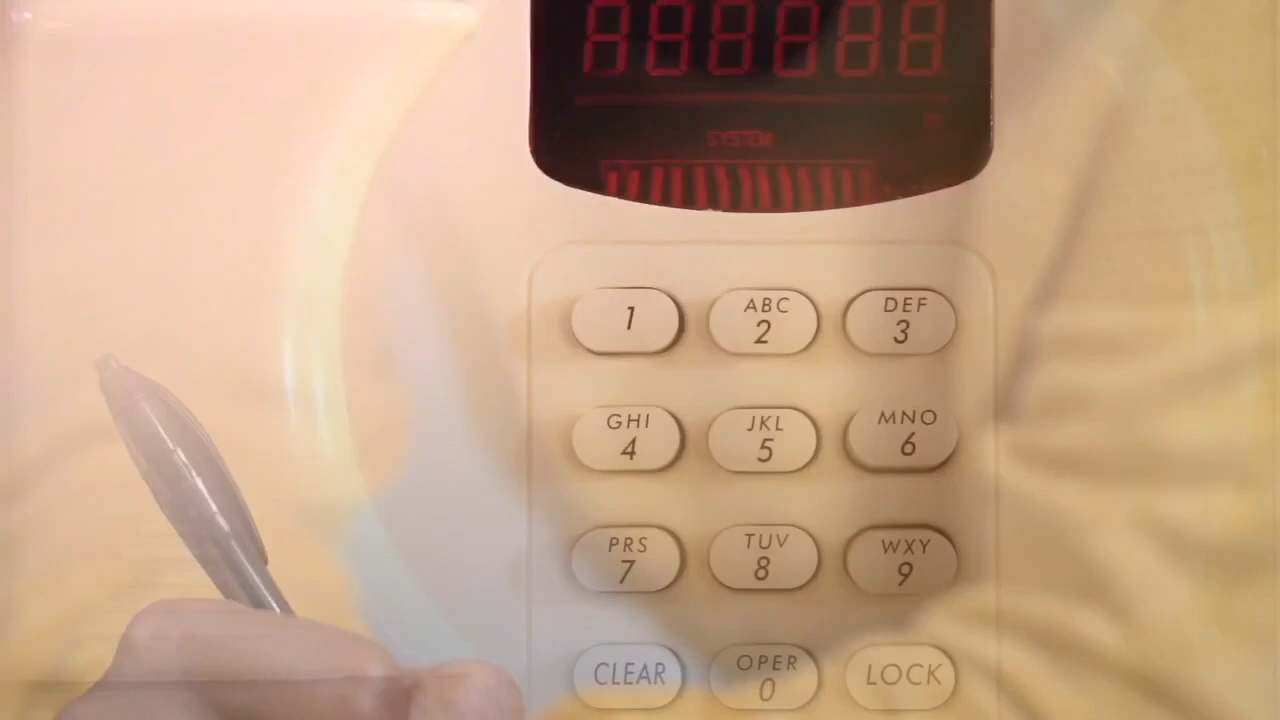 SYSTEM
1
ABC
2
DEF
3
GHI
4
JKL
5
MNO
6
PRS
7
TUV
8
WXY
9
CLEAR
OPER
0
LOCK